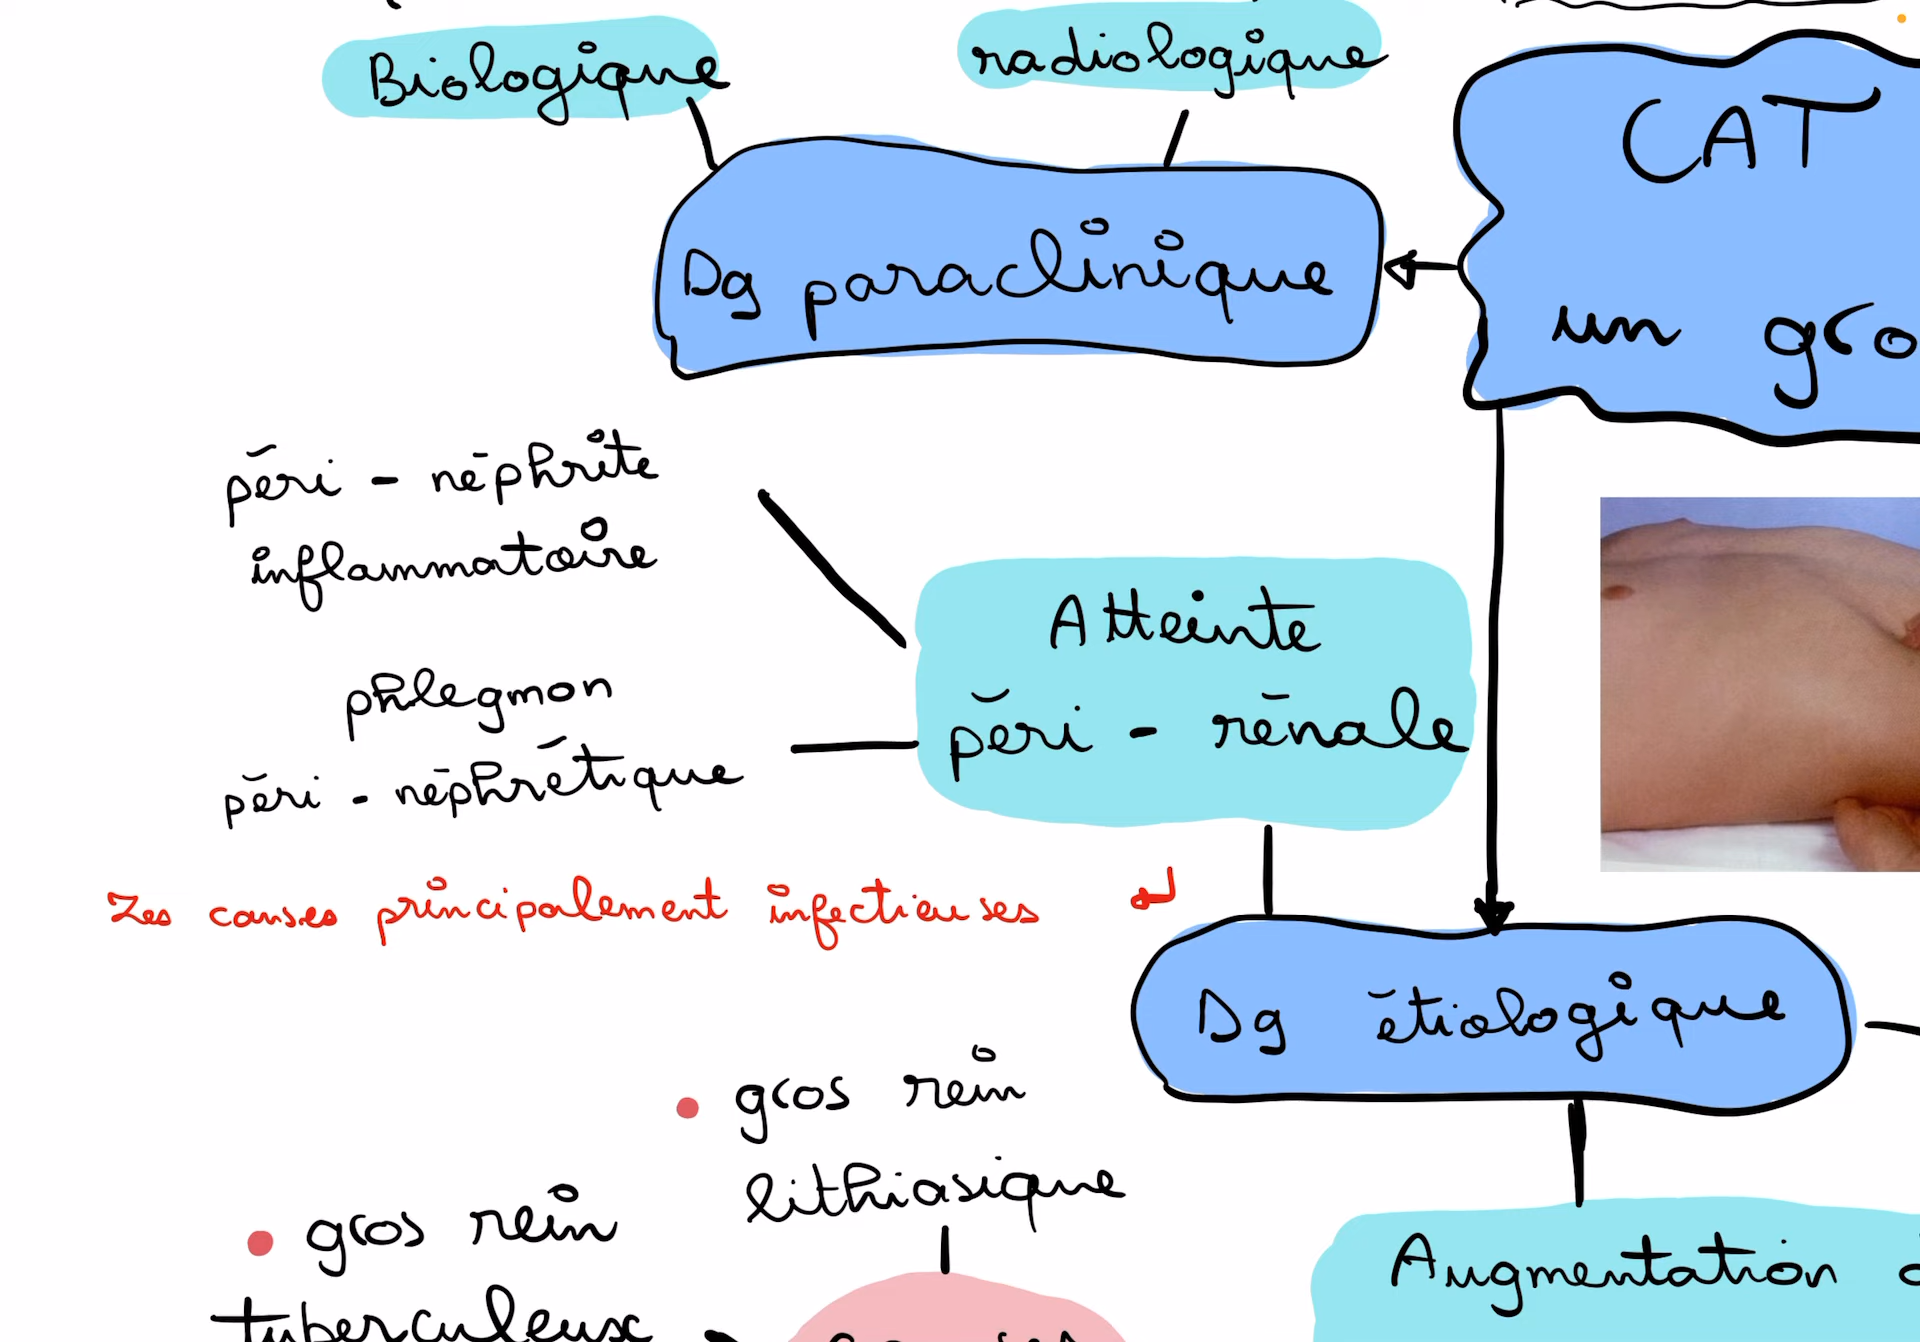 Biologique
radiologique
CAT
Dg paraclinique
un gro
péri - néphrite
inflammatoire
Atteinte
péri - rénale
phlegmon
péri - néphrétique
Les causes principalement infectieuses
Dg étiologique
gros rein
lithiasique
gros rein
tuberculeux
Augmentation